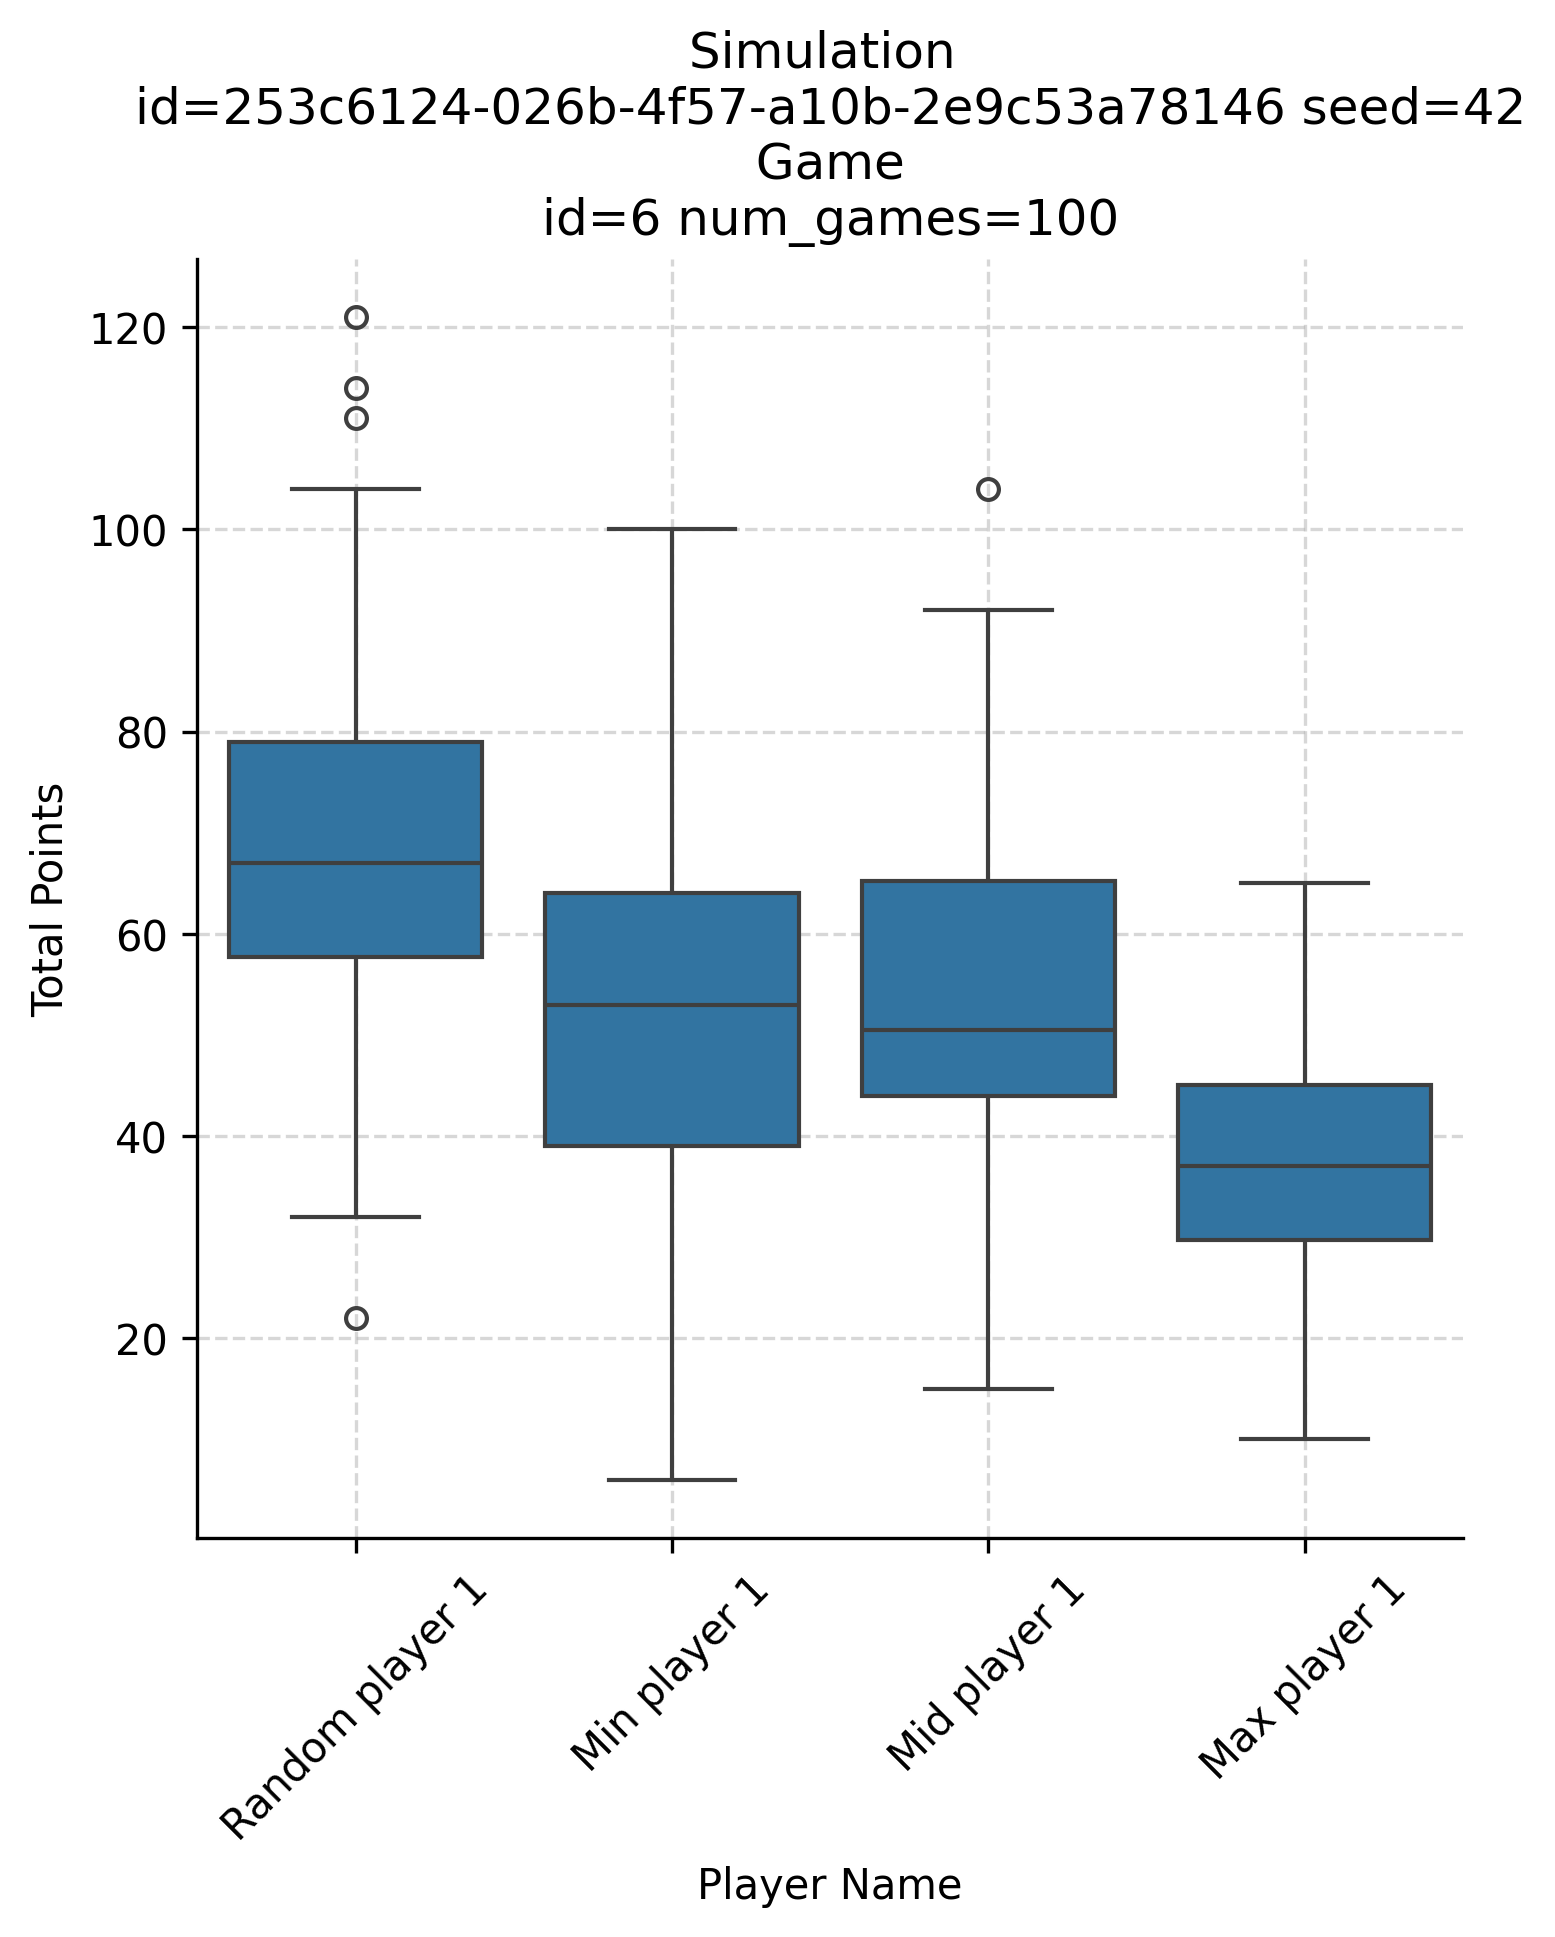 Simulation
id=253c6124-026b-4f57-a10b-2e9c53a78146 seed=42
Game
id=6 num_games=100
120
100
80
60
40
20
Total Points
Random player 1
Min player 1
Mid player 1
Max player 1
Player Name